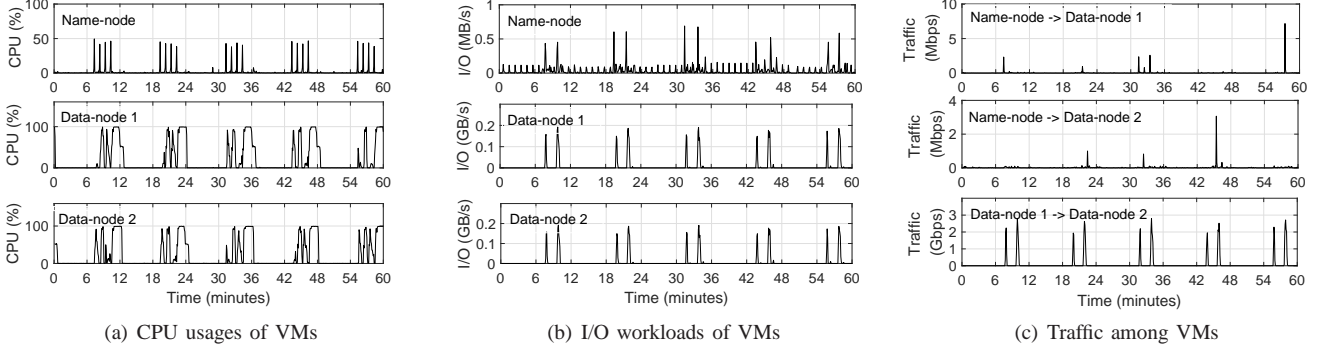 CPU (%)
100
50
0
Name-node
0 6 12 18 24 30 36 42 48 54 60
CPU (%)
100
0
Data-node 1
0 6 12 18 24 30 36 42 48 54 60
CPU (%)
100
0
Data-node 2
0 6 12 18 24 30 36 42 48 54 60
Time (minutes)
(a) CPU usages of VMs
I/O (MB/s)
1
0.5
0
Name-node
0 6 12 18 24 30 36 42 48 54 60
I/O (GB/s)
0.2
0.1
0
Data-node 1
0 6 12 18 24 30 36 42 48 54 60
I/O (GB/s)
0.2
0.1
0
Data-node 2
0 6 12 18 24 30 36 42 48 54 60
Time (minutes)
(b) I/O workloads of VMs
Traffic
(Mbps)
10
5
0
Name-node -> Data-node 1
0 6 12 18 24 30 36 42 48 54 60
Traffic
(Mbps)
4
2
0
Name-node -> Data-node 2
0 6 12 18 24 30 36 42 48 54 60
Traffic
(Gbps)
3
2
1
0
Data-node 1 -> Data-node 2
0 6 12 18 24 30 36 42 48 54 60
Time (minutes)
(c) Traffic among VMs